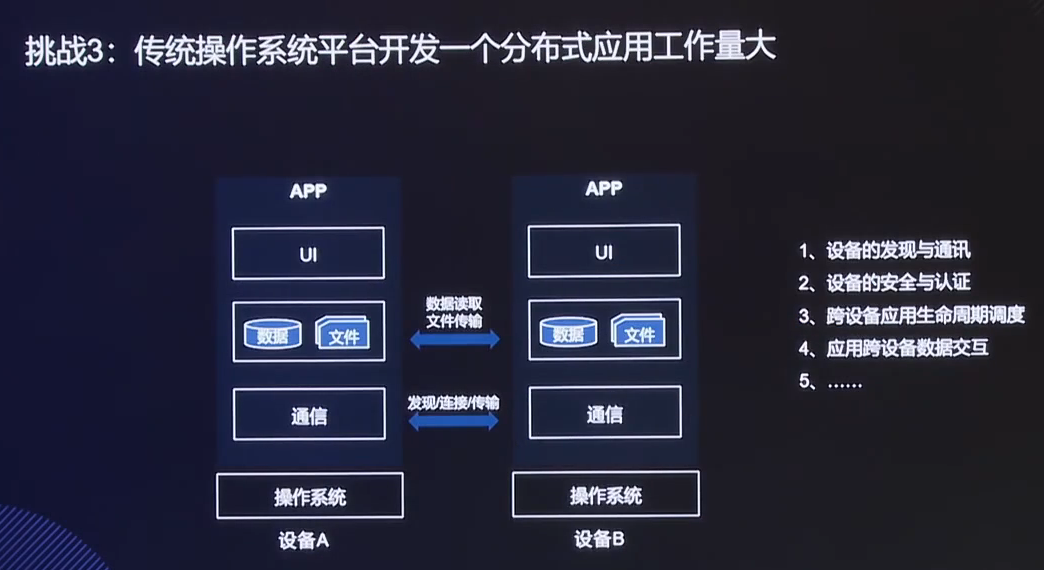 挑战3：传统操作系统平台开发一个分布式应用工作量大
APP
UI
数据 文件
通信
操作系统
设备A
数据读取
文件传输
发现/连接/传输
APP
UI
数据 文件
通信
操作系统
设备B
1、设备的发现与通讯
2、设备的安全与认证
3、跨设备应用生命周期调度
4、应用跨设备数据交互
5、……